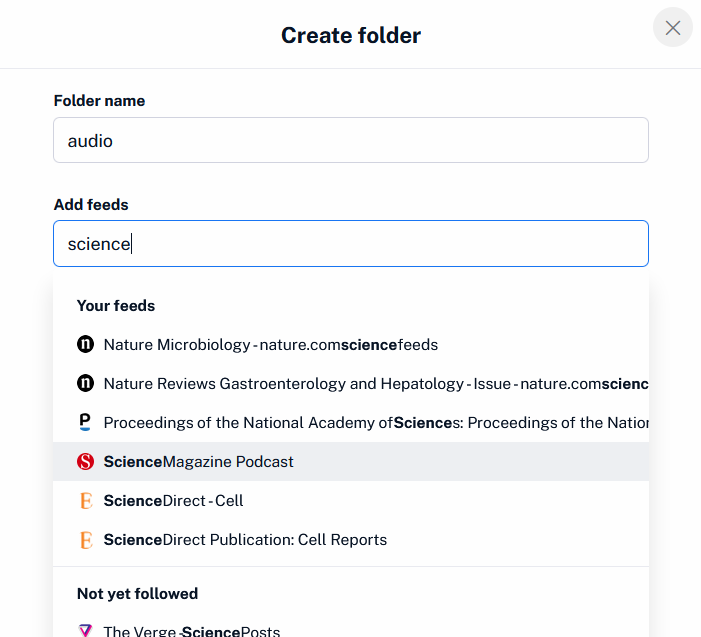 Create folder
Folder name
audio
Add feeds
science
Your feeds
Nature Microbiology - nature.comsciencefeeds
Nature Reviews Gastroenterology and Hepatology - Issue - nature.comscienc
Proceedings of the National Academy ofSciences: Proceedings of the Nation
ScienceMagazine Podcast
ScienceDirect - Cell
ScienceDirect Publication: Cell Reports
Not yet followed
The Verge -SciencePosts